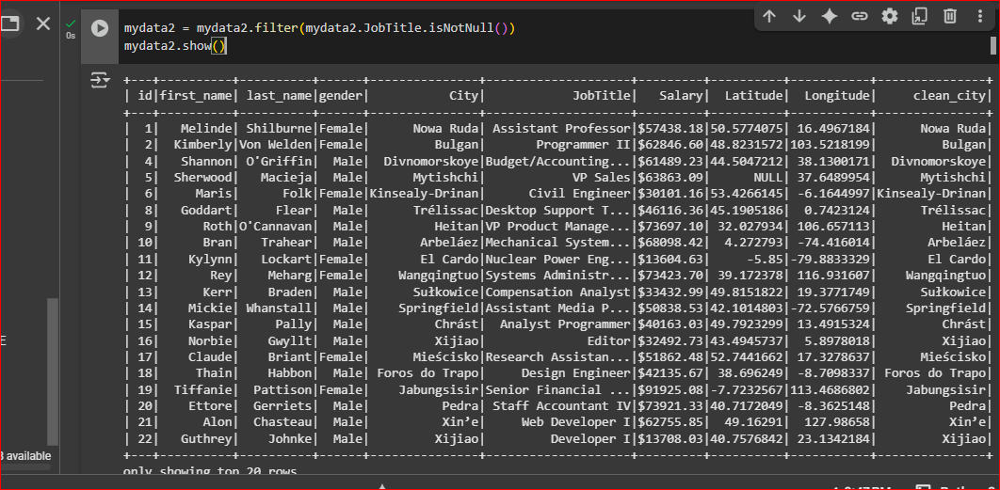 mydata2 = mydata2.filter(mydata2.JobTitle.isNotNull())
0s
mydata2.show()
+---+----------+----------+------+---------------+--------------------+---------+----------+-----------+---------------+
| id|first_name| last_name|gender|           City|            JobTitle|   Salary|  Latitude|  Longitude|     clean_city|
+---+----------+----------+------+---------------+--------------------+---------+----------+-----------+---------------+
|  1|   Melinde| Shilburne|Female|      Nowa Ruda| Assistant Professor|$57438.18|50.5774075| 16.4967184|      Nowa Ruda|
|  2|  Kimberly|Von Welden|Female|         Bulgan|       Programmer II|$62846.60|48.8231572|103.5218199|         Bulgan|
|  4|   Shannon| O'Griffin|  Male|  Divnomorskoye|Budget/Accounting...|$61489.23|44.5047212| 38.1300171|  Divnomorskoye|
|  5|  Sherwood|   Macieja|  Male|      Mytishchi|            VP Sales|$63863.09|      NULL| 37.6489954|      Mytishchi|
|  6|     Maris|      Folk|Female|Kinsealy-Drinan|      Civil Engineer|$30101.16|53.4266145| -6.1644997|Kinsealy-Drinan|
|  8|   Goddart|     Flear|  Male|      Trélissac|Desktop Support T...|$46116.36|45.1905186|  0.7423124|      Trélissac|
|  9|      Roth|O'Cannavan|  Male|         Heitan|VP Product Manage...|$73697.10| 32.027934| 106.657113|         Heitan|
| 10|      Bran|   Trahear|  Male|       Arbeláez|Mechanical System...|$68098.42|  4.272793| -74.416014|       Arbeláez|
| 11|    Kylynn|   Lockart|Female|       El Cardo|Nuclear Power Eng...|$13604.63|     -5.85|-79.8833329|       El Cardo|
| 12|       Rey|    Meharg|Female|    Wangqingtuo|Systems Administr...|$73423.70| 39.172378| 116.931607|    Wangqingtuo|
| 13|      Kerr|    Braden|  Male|      Sułkowice|Compensation Analyst|$33432.99|49.8151822| 19.3771749|      Sułkowice|
| 14|    Mickie| Whanstall|  Male|    Springfield|Assistant Media P...|$50838.53|42.1014803|-72.5766759|    Springfield|
| 15|    Kaspar|     Pally|  Male|         Chrást|  Analyst Programmer|$40163.03|49.7923299| 13.4915324|         Chrást|
| 16|    Norbie|    Gwyllt|  Male|         Xijiao|              Editor|$32492.73|43.4945737|  5.8978018|         Xijiao|
| 17|    Claude|    Briant|Female|      Mieścisko|Research Assistan...|$51862.48|52.7441662| 17.3278637|      Mieścisko|
| 18|     Thain|    Habbon|  Male| Foros do Trapo|     Design Engineer|$42135.67| 38.696249| -8.7098337| Foros do Trapo|
| 19|  Tiffanie|  Pattison|Female|    Jabungsisir|Senior Financial ...|$91925.08|-7.7232567|113.4686802|    Jabungsisir|
| 20|    Ettore|  Gerriets|  Male|          Pedra| Staff Accountant IV|$73921.33|40.7172049| -8.3625148|          Pedra|
| 21|      Alon|  Chasteau|  Male|         Xin’e|     Web Developer I|$62755.85|  49.16291|  127.98658|         Xin’e|
| 22|   Guthrey|    Johnke|  Male|         Xijiao|         Developer I|$13708.03|40.7576842| 23.1342184|         Xijiao|
+---+----------+----------+------+---------------+--------------------+---------+----------+-----------+---------------+
only showing top 20 rows
available